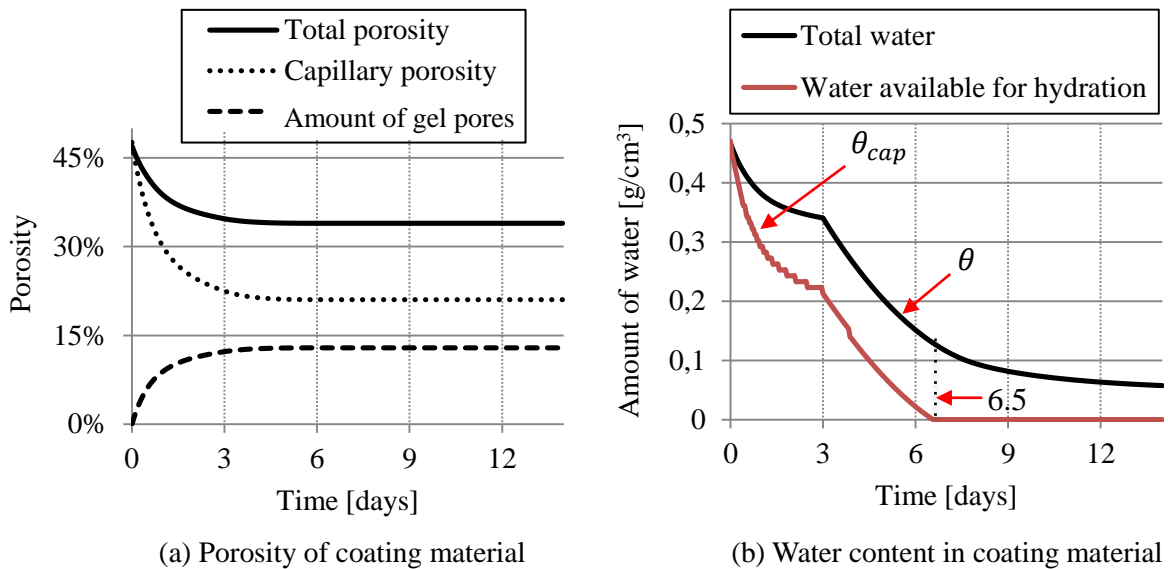 Total porosity
Capillary porosity
Amount of gel pores
45%
30%
15%
0%
0
3
6
9
12
Porosity
Time [days]
(a) Porosity of coating material
Total water
Water available for hydration
0,5
0,4
0,3
0,2
0,1
0
0
3
6
9
12
Amount of water [g/cm³]
θcap
θ
6.5
Time [days]
(b) Water content in coating material